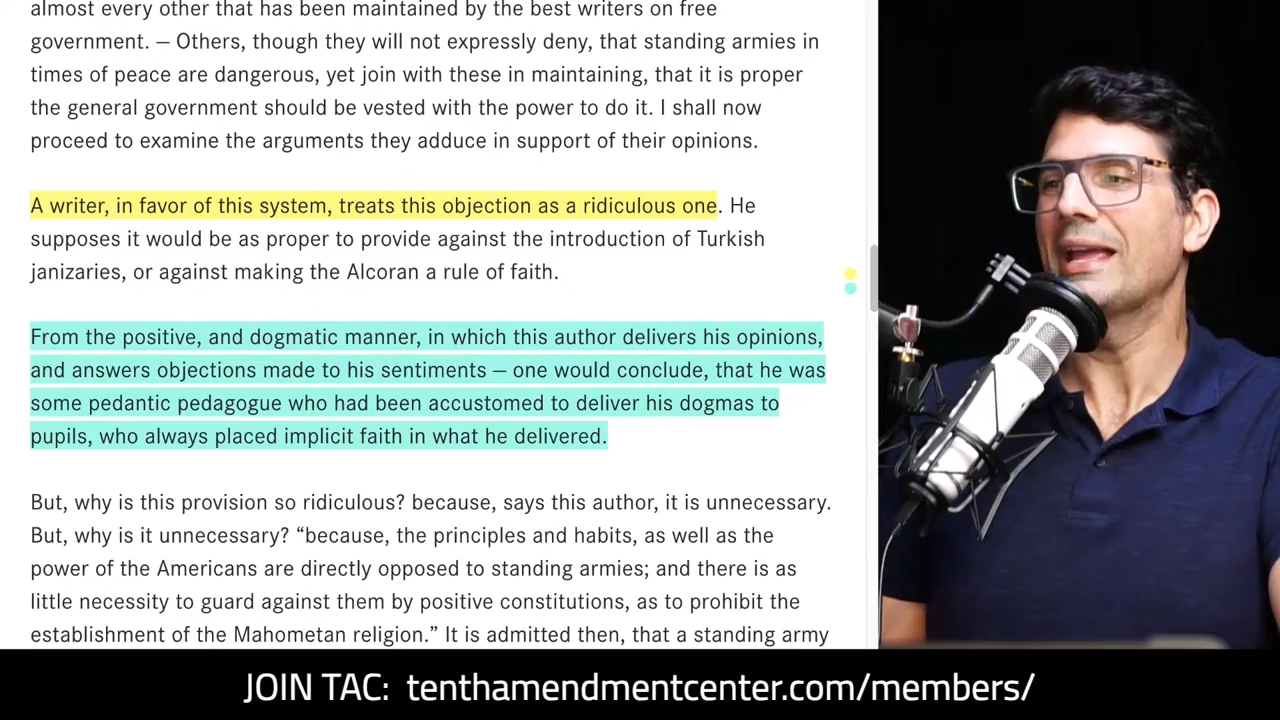 almost every other that has been maintained by the best writers on free
government. — Others, though they will not expressly deny, that standing armies in
times of peace are dangerous, yet join with these in maintaining, that it is proper
the general government should be vested with the power to do it. I shall now
proceed to examine the arguments they adduce in support of their opinions.
A writer, in favor of this system, treats this objection as a ridiculous one. He
supposes it would be as proper to provide against the introduction of Turkish
janizaries, or against making the Alcoran a rule of faith.
From the positive, and dogmatic manner, in which this author delivers his opinions,
and answers objections made to his sentiments — one would conclude, that he was
some pedantic pedagogue who had been accustomed to deliver his dogmas to
pupils, who always placed implicit faith in what he delivered.
But, why is this provision so ridiculous? because, says this author, it is unnecessary.
But, why is it unnecessary? “because, the principles and habits, as well as the
power of the Americans are directly opposed to standing armies; and there is as
little necessity to guard against them by positive constitutions, as to prohibit the
establishment of the Mahometan religion.” It is admitted then, that a standing army
JOIN TAC: tenthamendmentcenter.com/members/